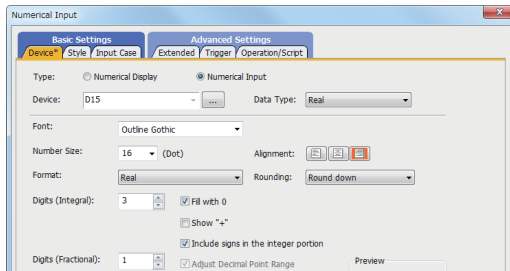 Numerical Input
Basic Settings Advanced Settings
Device* Style Input Case Extended Trigger Operation/Script
Type: Numerical Display Numerical Input
Device: D15 ... Data Type: Real
Font: Outline Gothic
Number Size: 16 (Dot) Alignment:
Format: Real Rounding: Round down
Digits (Integral): 3 Fill with 0
Show "+"
Include signs in the integer portion
Digits (Fractional): 1 Adjust Decimal Point Range Preview